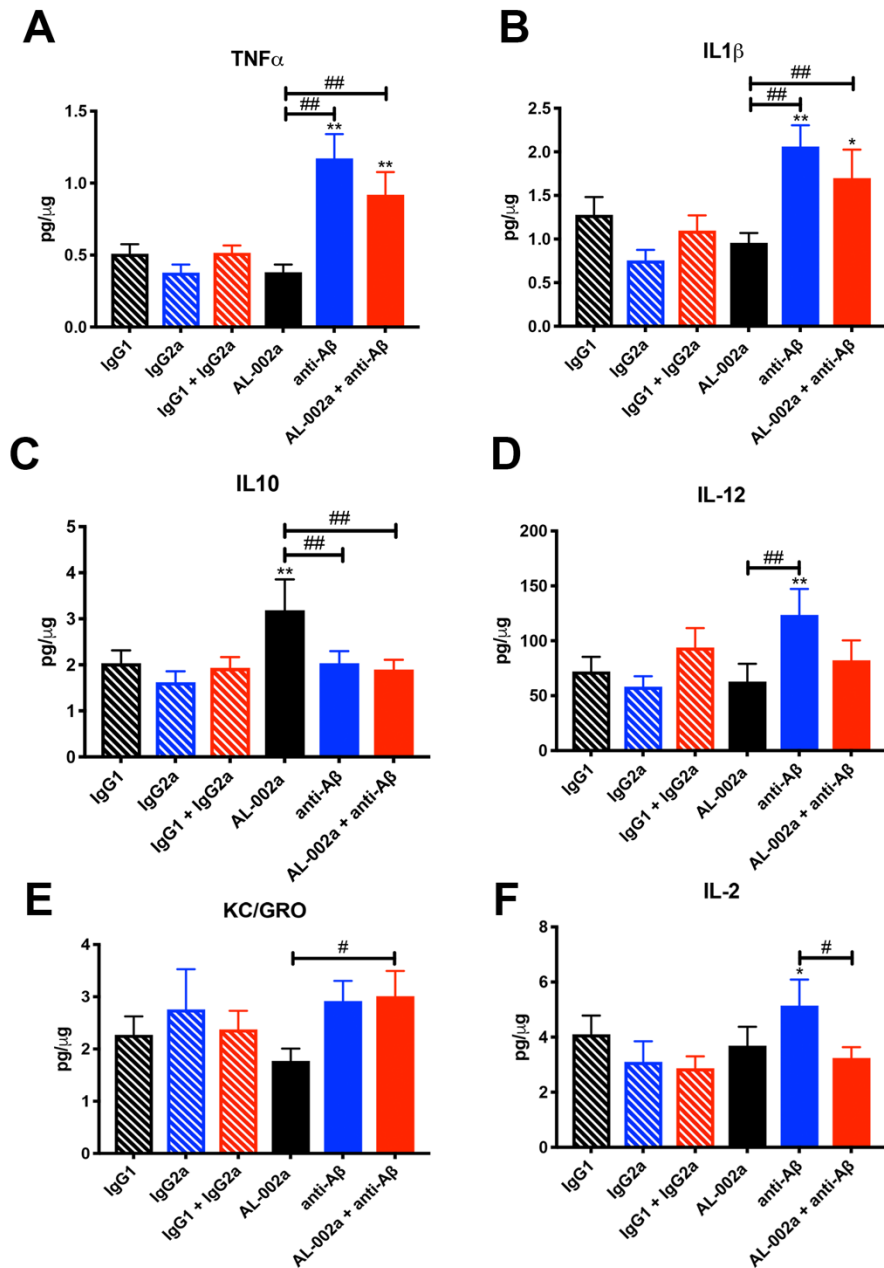 A
TNFα
##
##
**
**
1.5
1.0
0.5
0.0
pg/µg
IgG1
IgG2a
IgG1 + IgG2a
AL-002a
anti-Aβ
AL-002a + anti-Aβ
B
IL1β
##
##
**
*
2.5
2.0
1.5
1.0
0.5
0.0
pg/µg
IgG1
IgG2a
IgG1 + IgG2a
AL-002a
anti-Aβ
AL-002a + anti-Aβ
C
IL10
##
##
**
5
4
3
2
1
0
pg/µg
IgG1
IgG2a
IgG1 + IgG2a
AL-002a
anti-Aβ
AL-002a + anti-Aβ
D
IL-12
##
**
200
150
100
50
0
pg/µg
IgG1
IgG2a
IgG1 + IgG2a
AL-002a
anti-Aβ
AL-002a + anti-Aβ
E
KC/GRO
#
4
3
2
1
0
pg/µg
IgG1
IgG2a
IgG1 + IgG2a
AL-002a
anti-Aβ
AL-002a + anti-Aβ
F
IL-2
#
*
8
6
4
2
0
pg/µg
IgG1
IgG2a
IgG1 + IgG2a
AL-002a
anti-Aβ
AL-002a + anti-Aβ